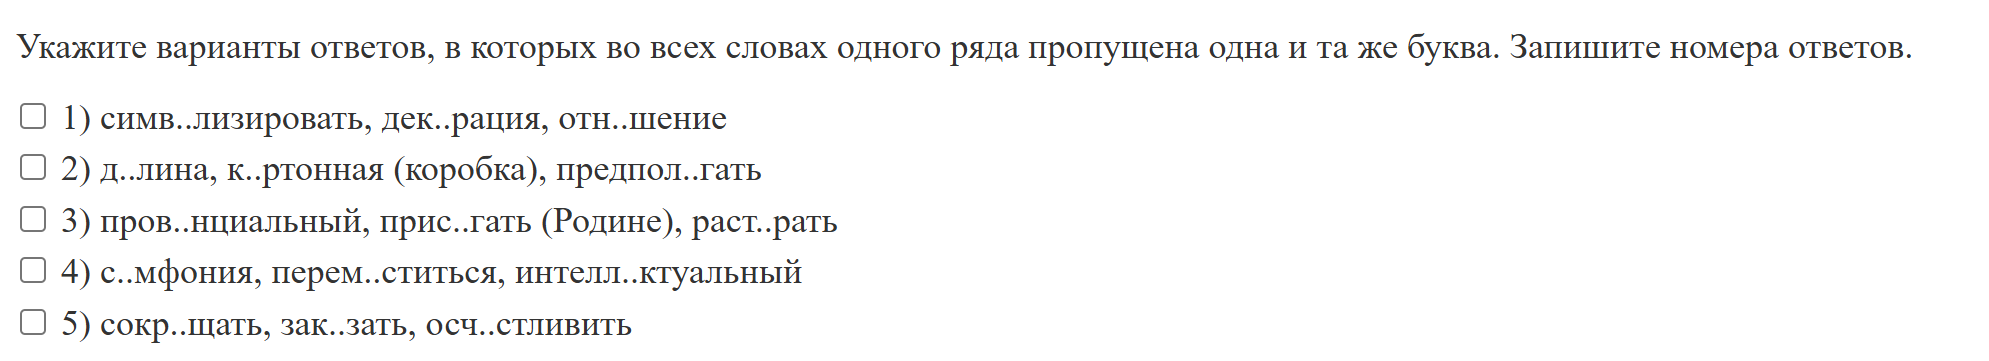 Укажите варианты ответов, в которых во всех словах одного ряда пропущена одна и та же буква. Запишите номера ответов.
1) симв..лизировать, дек..рация, отн..шение
2) д..лина, к..ртонная (коробка), предпол..гать
3) пров..нциальный, прис..гать (Родине), раст..рать
4) с..мфония, перем..ститься, интелл..ктуальный
5) сокр..щать, зак..зать, осч..стливить